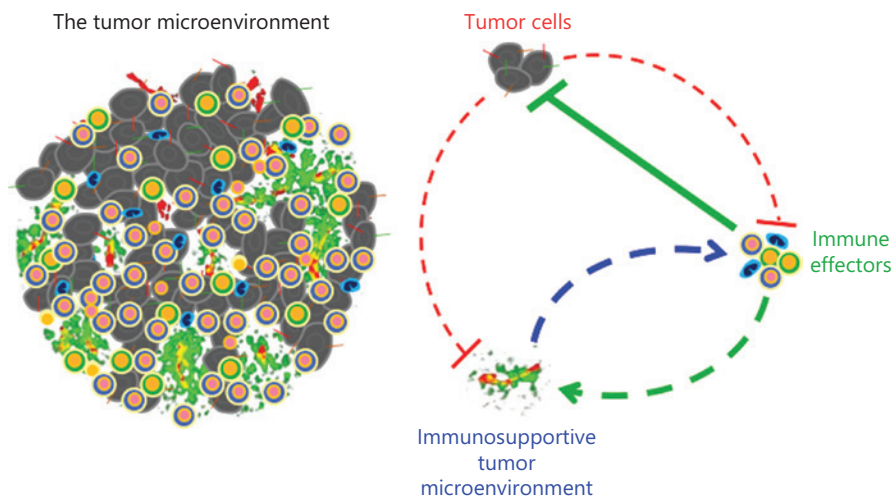 The tumor microenvironment
Tumor cells
Immune
effectors
Immunosupportive
tumor
microenvironment